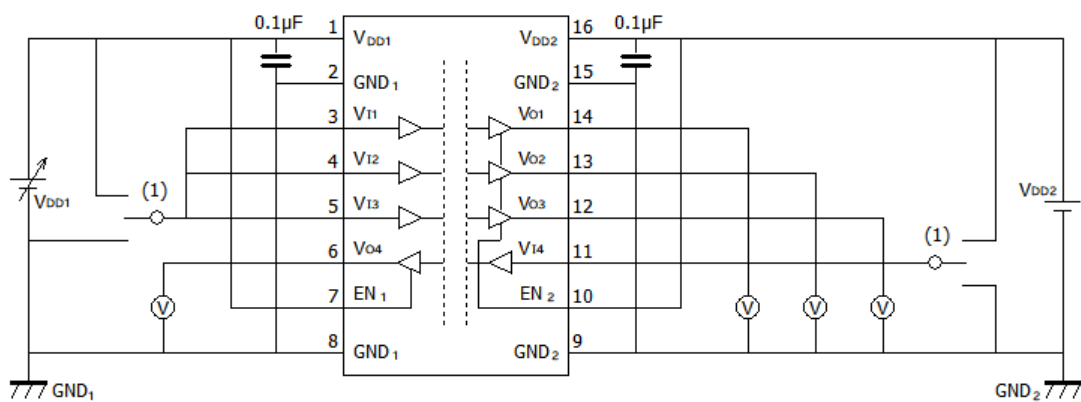 0.1µF
1
VDD1
VDD2
16
0.1µF
2
GND1
GND2
15
3
VI1
VO1
14
4
VI2
VO2
13
VDD1
(1)
5
VI3
VO3
12
VDD2
6
VO4
VI4
11
(1)
7
EN1
EN2
10
V
V
V
V
8
GND1
GND2
9
GND1
GND2